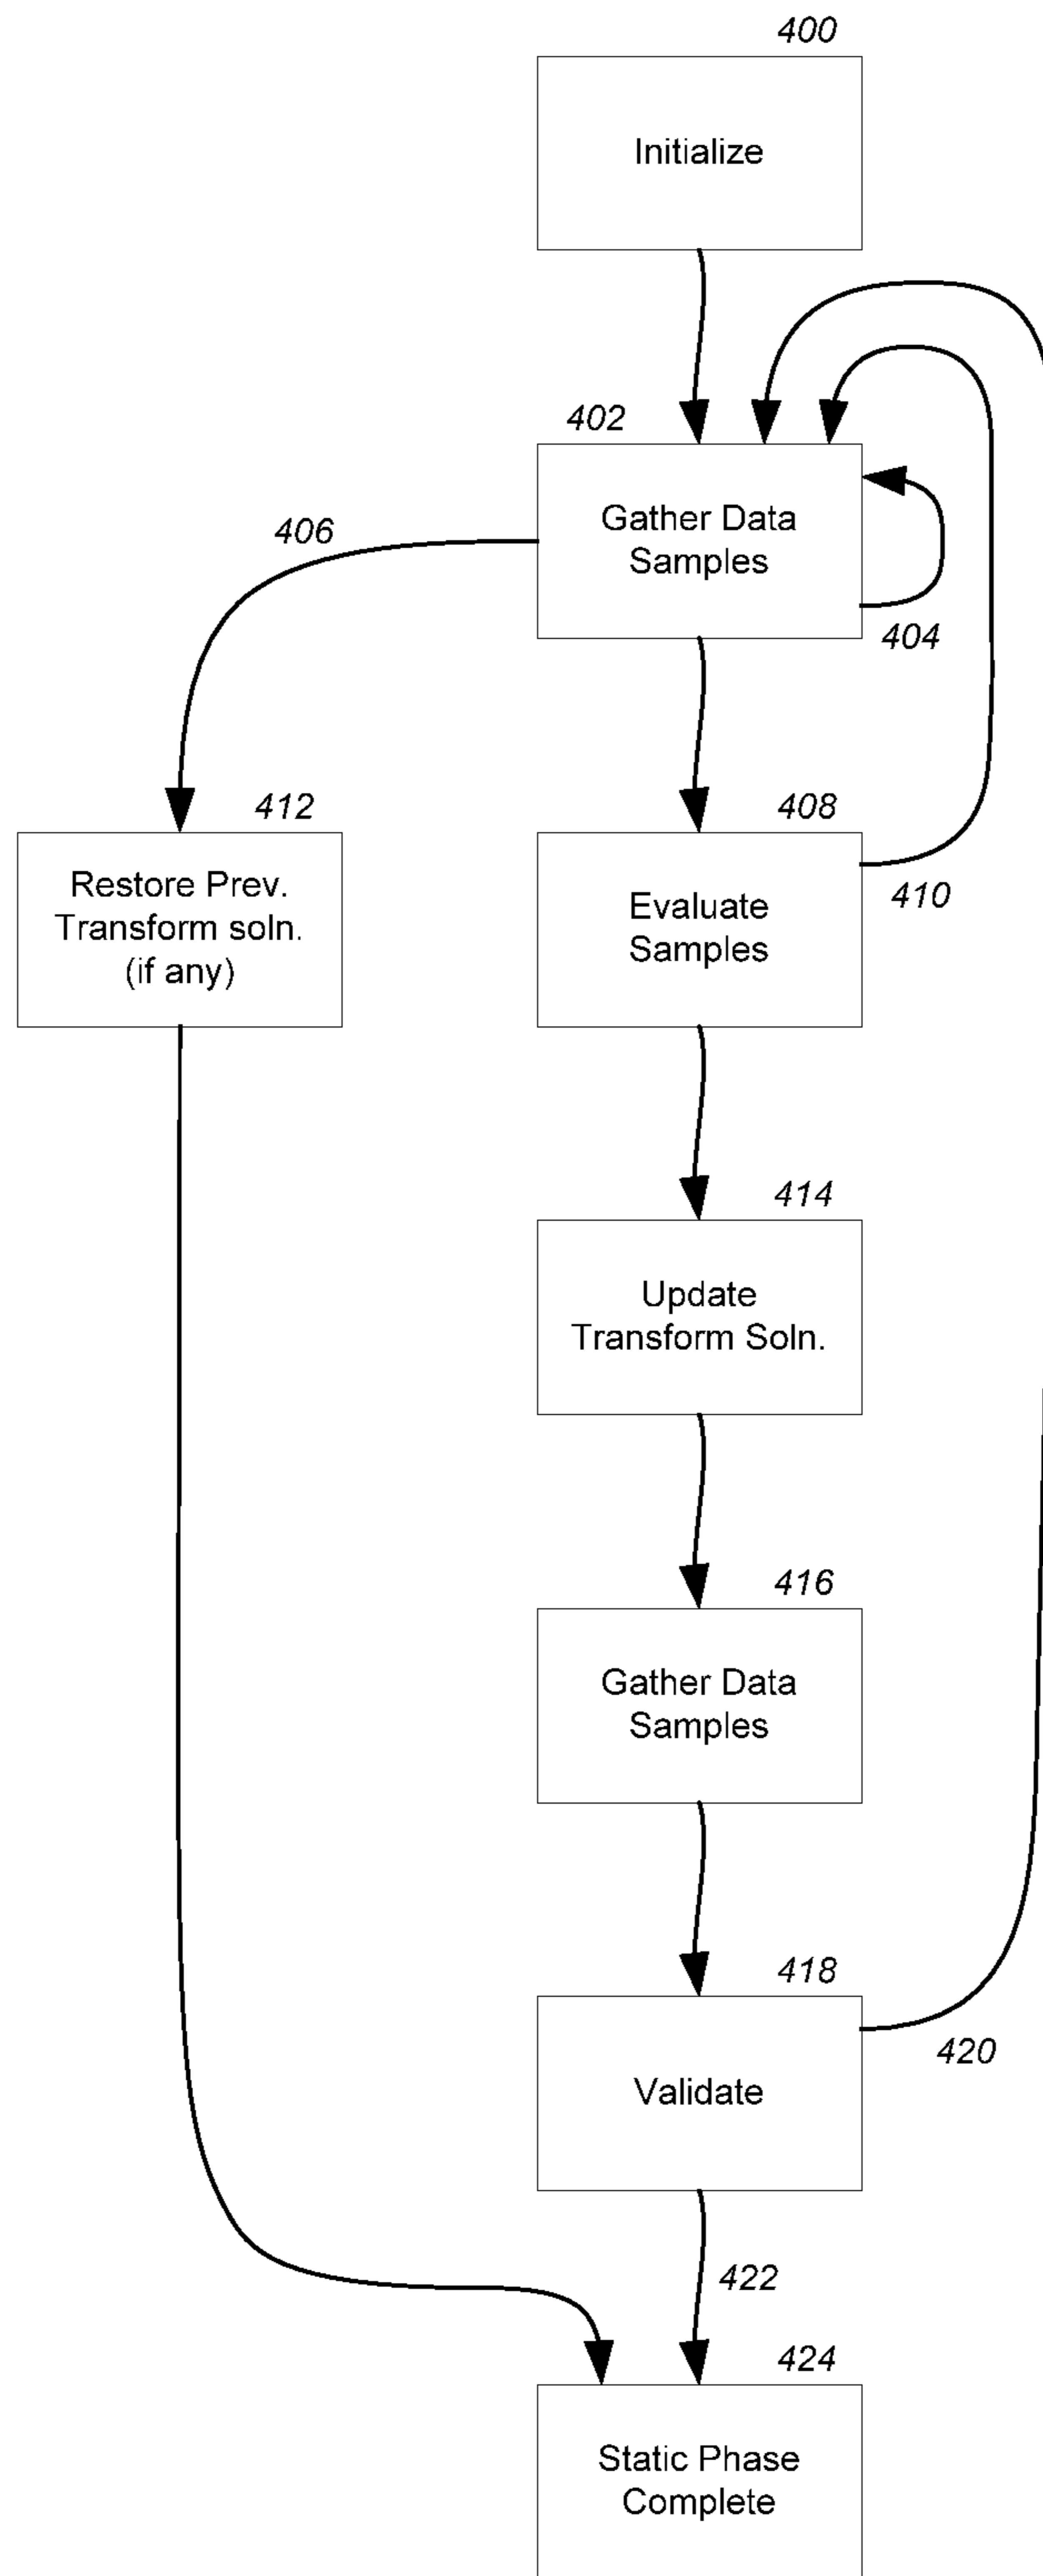 400
Initialize
402
Gather Data
Samples
406
404
412
Restore Prev.
Transform soln.
(if any)
408
Evaluate
Samples
410
414
Update
Transform Soln.
416
Gather Data
Samples
418
Validate
420
422
424
Static Phase
Complete